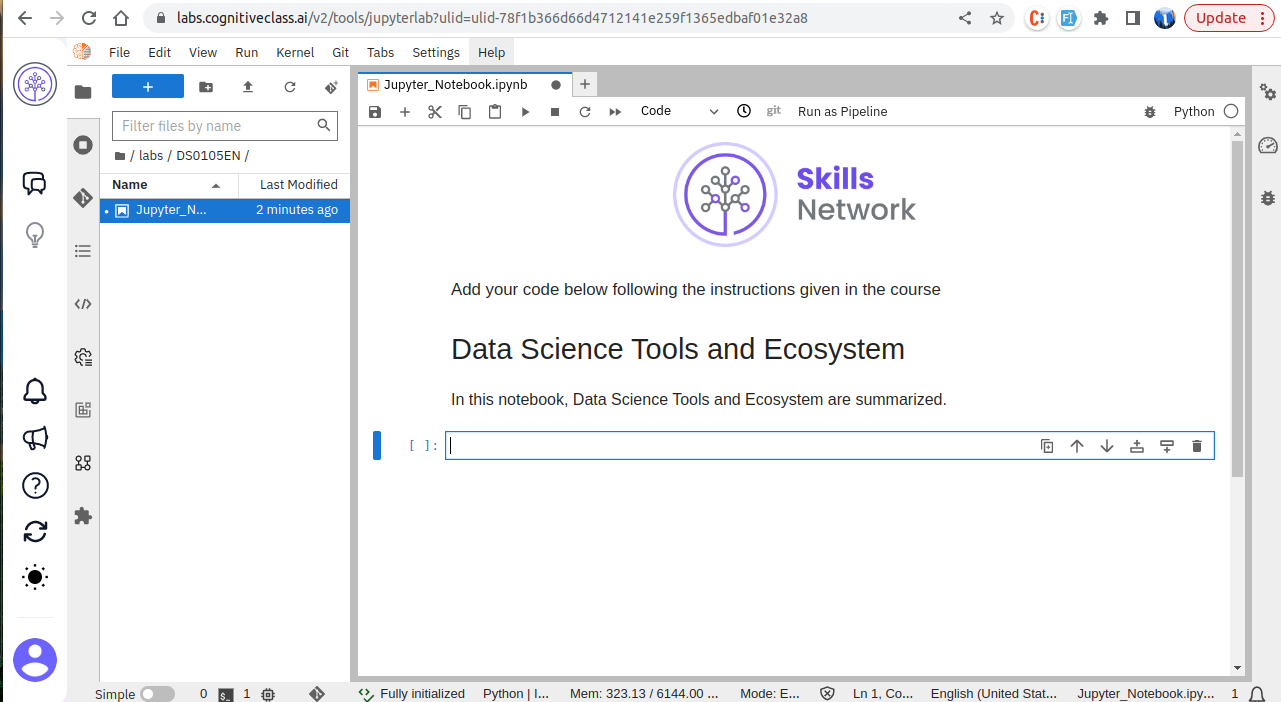 labs.cognitiveclass.ai/v2/tools/jupyterlab?ulid=ulid-78f1b366d66d4712141e259f1365edbaf01e32a8
Update
File Edit View Run Kernel Git Tabs Settings Help
Jupyter_Notebook.ipynb
Filter files by name
Code
git
Run as Pipeline
Python
/ labs / DS0105EN /
Name Last Modified
Jupyter_N... 2 minutes ago
Skills
Network
Add your code below following the instructions given in the course
Data Science Tools and Ecosystem
In this notebook, Data Science Tools and Ecosystem are summarized.
[ ]:
Simple 0 1 Fully initialized Python | I... Mem: 323.13 / 6144.00 ... Mode: E... Ln 1, Co... English (United Stat... Jupyter_Notebook.ipy... 1